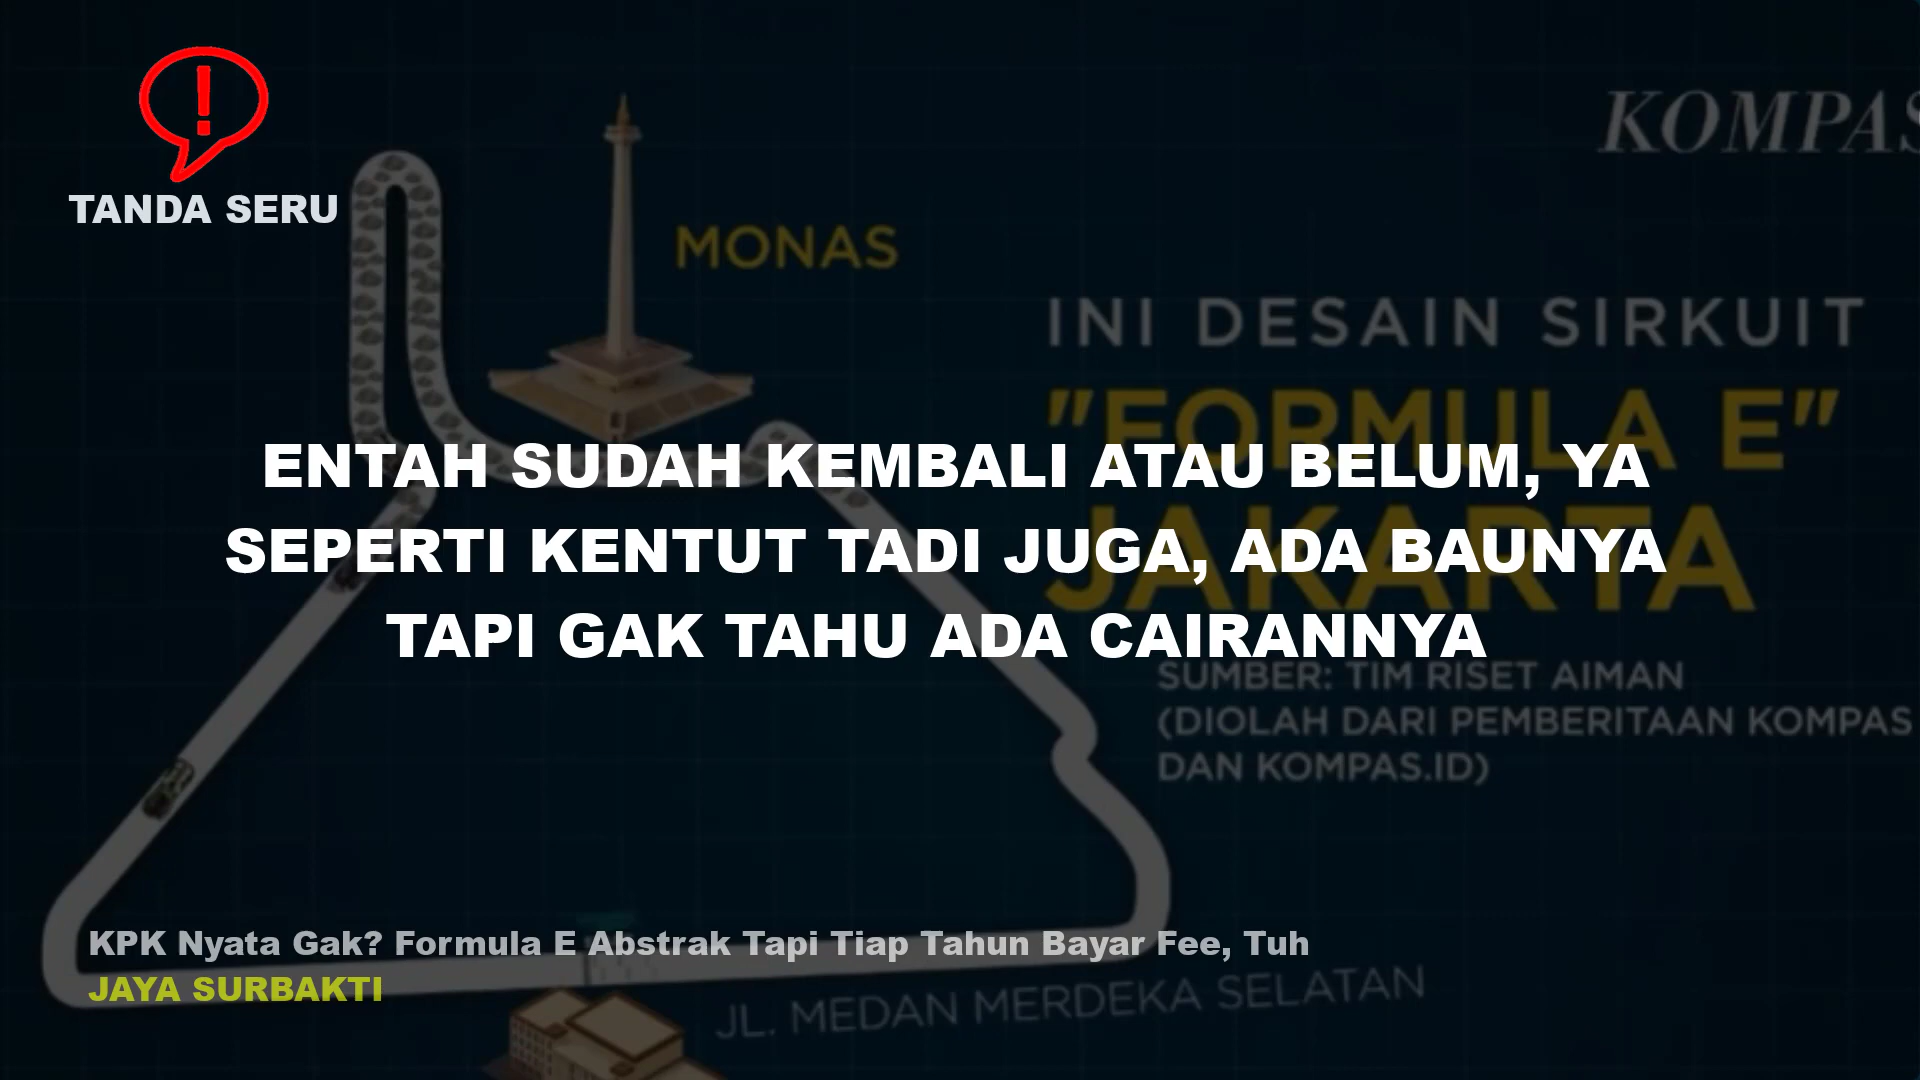 TANDA SERU
KOMPAS
MONAS
INI DESAIN SIRKUIT
"FORMULA E"
JAKARTA
ENTAH SUDAH KEMBALI ATAU BELUM, YA
SEPERTI KENTUT TADI JUGA, ADA BAUNYA
TAPI GAK TAHU ADA CAIRANNYA
SUMBER: TIM RISET AIMAN
(DIOLAH DARI PEMBERITAAN KOMPAS
DAN KOMPAS.ID)
KPK Nyata Gak? Formula E Abstrak Tapi Tiap Tahun Bayar Fee, Tuh
JAYA SURBAKTI
JL. MEDAN MERDEKA SELATAN